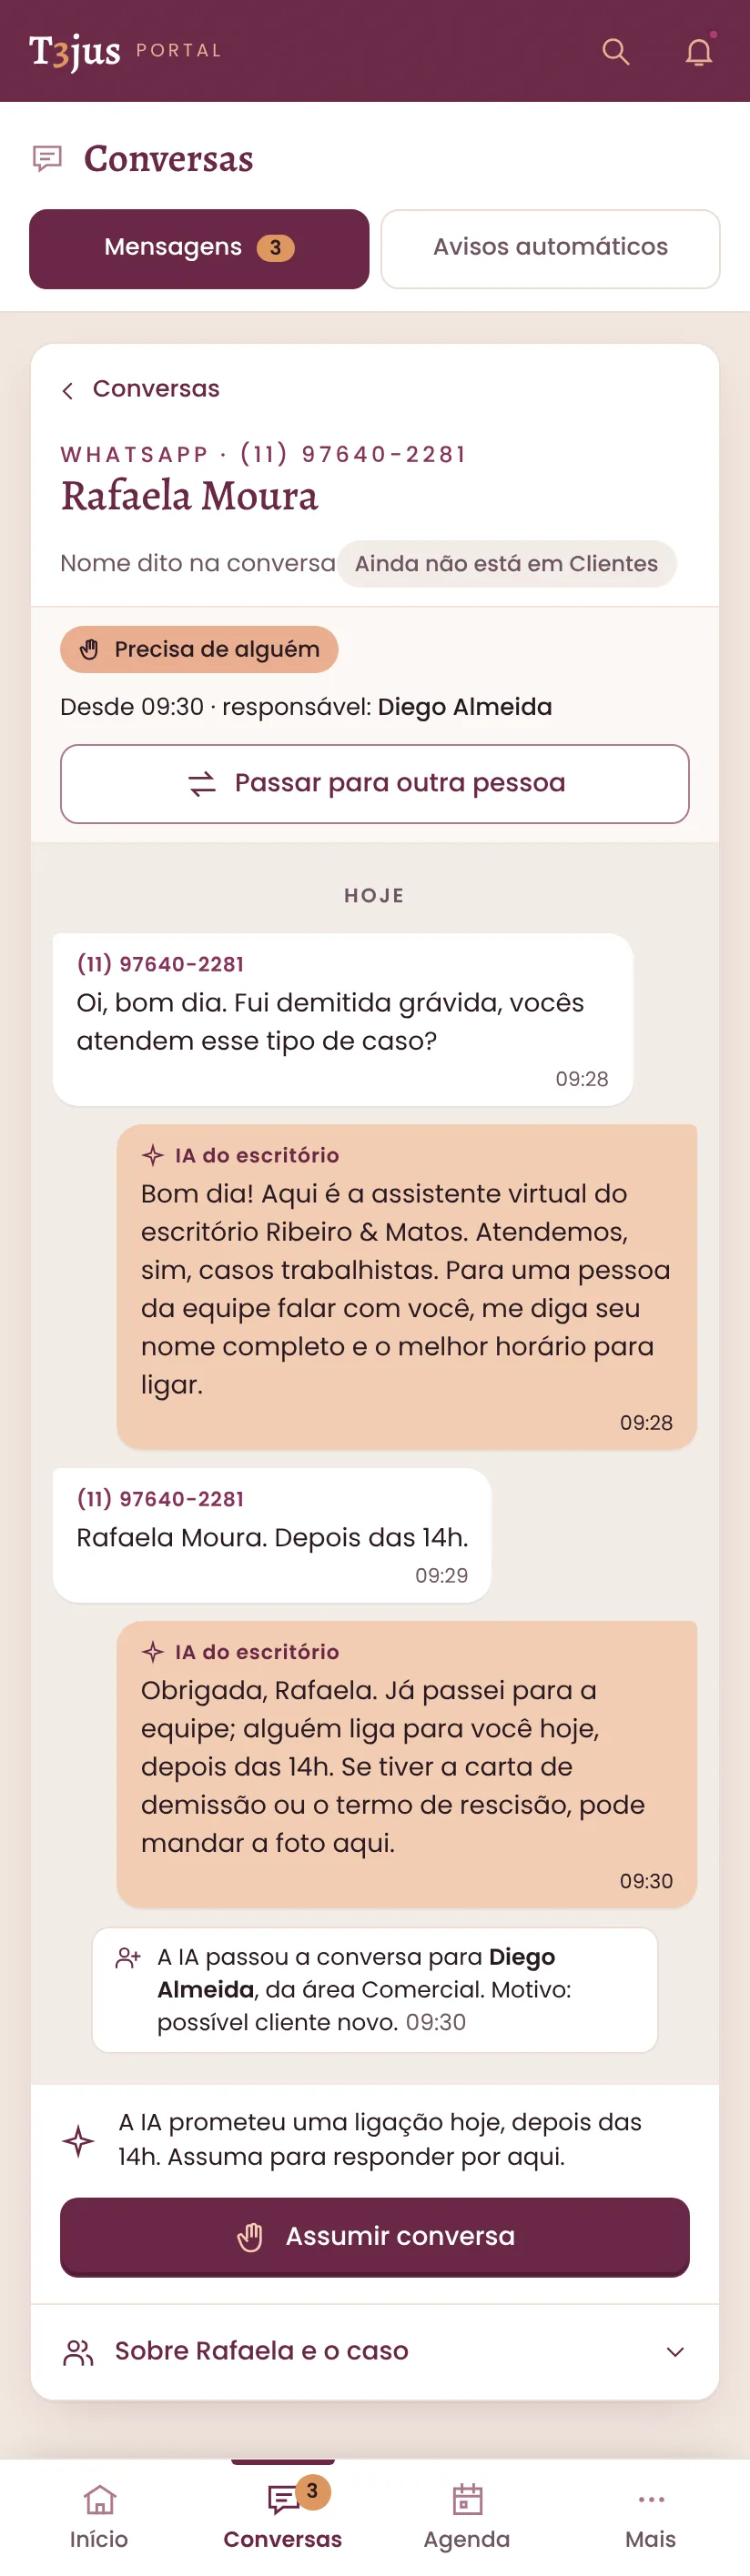 T3jus PORTAL
Conversas
Mensagens 3
Avisos automáticos
Conversas
WHATSAPP · (11) 97640-2281
Rafaela Moura
Nome dito na conversa Ainda não está em Clientes
Precisa de alguém
Desde 09:30 · responsável: Diego Almeida
Passar para outra pessoa
HOJE
(11) 97640-2281
Oi, bom dia. Fui demitida grávida, vocês
atendem esse tipo de caso?
09:28
IA do escritório
Bom dia! Aqui é a assistente virtual do
escritório Ribeiro & Matos. Atendemos,
sim, casos trabalhistas. Para uma pessoa
da equipe falar com você, me diga seu
nome completo e o melhor horário para
ligar.
09:28
(11) 97640-2281
Rafaela Moura. Depois das 14h.
09:29
IA do escritório
Obrigada, Rafaela. Já passei para a
equipe; alguém liga para você hoje,
depois das 14h. Se tiver a carta de
demissão ou o termo de rescisão, pode
mandar a foto aqui.
09:30
A IA passou a conversa para Diego
Almeida, da área Comercial. Motivo:
possível cliente novo. 09:30
A IA prometeu uma ligação hoje, depois das
14h. Assuma para responder por aqui.
Assumir conversa
Sobre Rafaela e o caso
3
Início
Conversas
Agenda
Mais